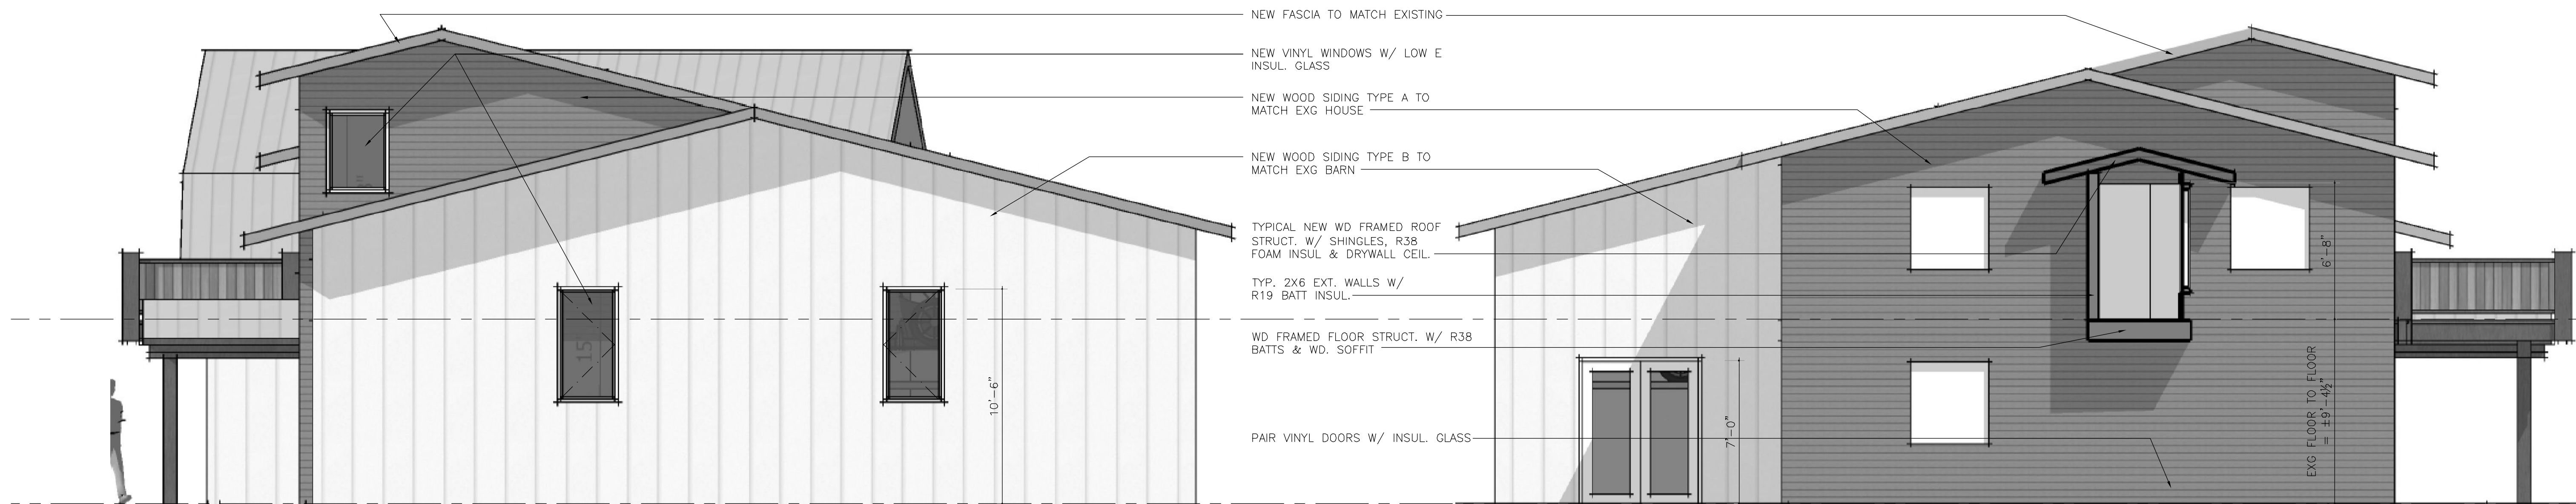 NEW FASCIA TO MATCH EXISTING
NEW VINYL WINDOWS W/ LOW E
INSUL. GLASS
NEW WOOD SIDING TYPE A TO
MATCH EXG HOUSE
NEW WOOD SIDING TYPE B TO
MATCH EXG BARN
TYPICAL NEW WD FRAMED ROOF
STRUCT. W/ SHINGLES, R38
FOAM INSUL & DRYWALL CEIL.
TYP. 2X6 EXT. WALLS W/
R19 BATT INSUL.
WD FRAMED FLOOR STRUCT. W/ R38
BATTS & WD. SOFFIT
PAIR VINYL DOORS W/ INSUL. GLASS
15
10'-6"
7'-0"
6'-8"
EXG FLOOR TO FLOOR
= ±9'-4½"